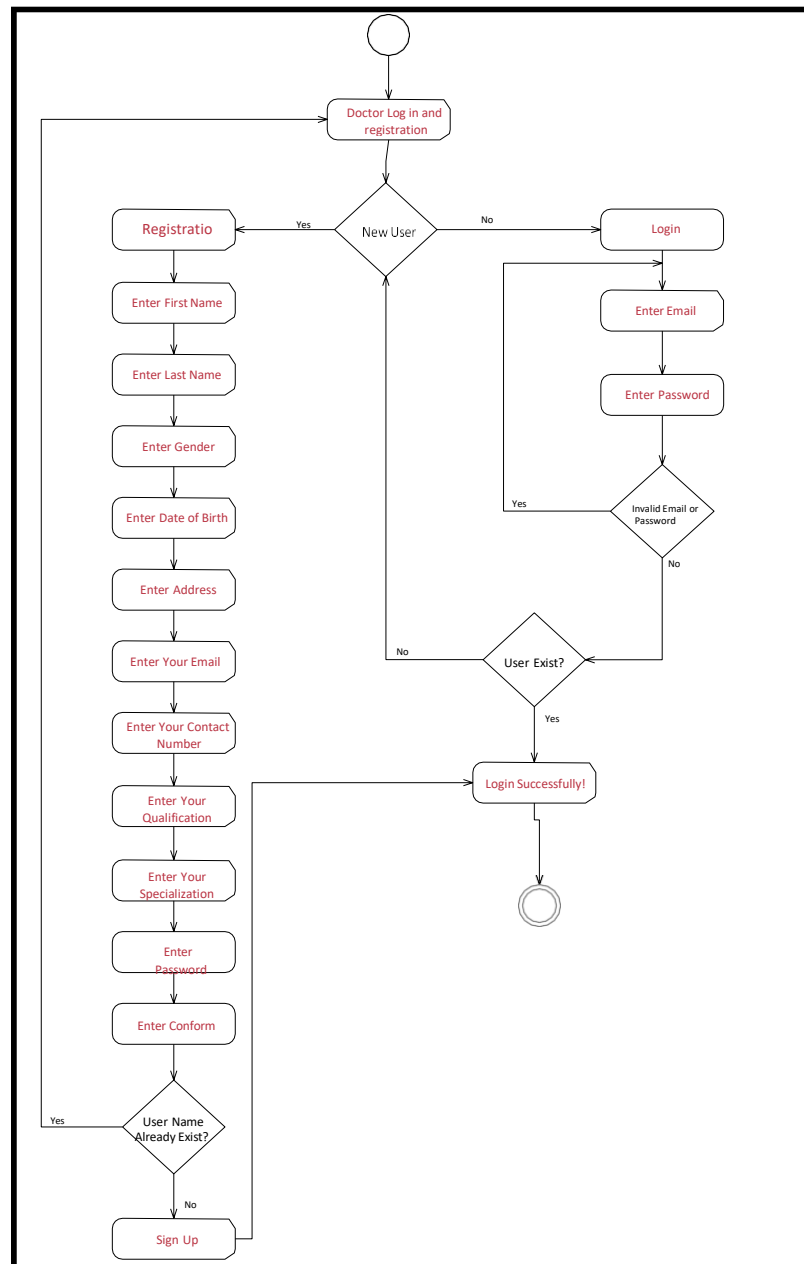 Doctor Log in and
registration
New User
Yes
No
Registratio
Login
Enter First Name
Enter Email
Enter Last Name
Enter Password
Enter Gender
Invalid Email or
Password
Yes
No
Enter Date of Birth
Enter Address
Enter Your Email
User Exist?
No
Yes
Enter Your Contact
Number
Login Successfully!
Enter Your
Qualification
Enter Your
Specialization
Enter
Password
Enter Conform
User Name
Already Exist?
Yes
No
Sign Up